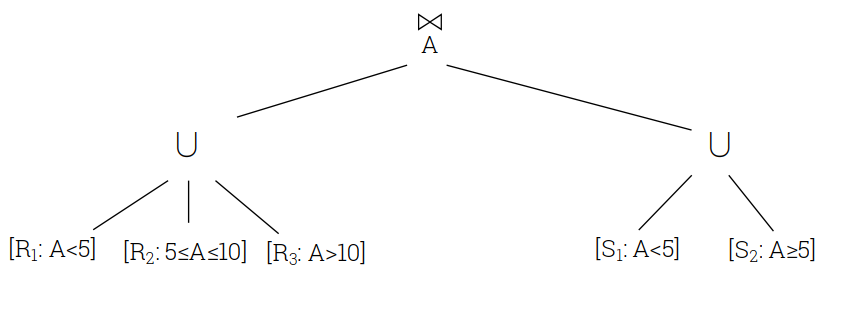 ⋈
A
∪ ∪
[R₁: A<5] [R₂: 5≤A≤10] [R₃: A>10] [S₁: A<5] [S₂: A≥5]